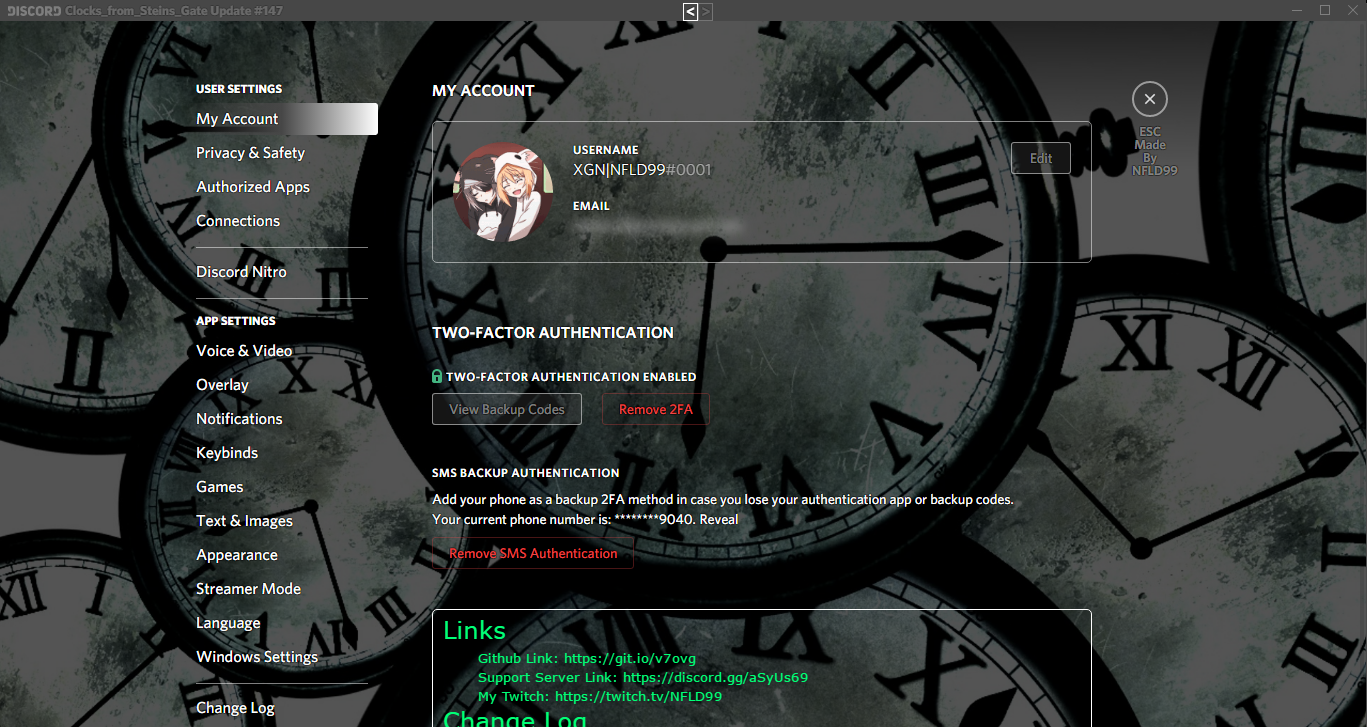 DISCORD Clocks_from_Steins_Gate Update #147
< >
USER SETTINGS
My Account
Privacy & Safety
Authorized Apps
Connections
Discord Nitro
APP SETTINGS
Voice & Video
Overlay
Notifications
Keybinds
Games
Text & Images
Appearance
Streamer Mode
Language
Windows Settings
Change Log
MY ACCOUNT
USERNAME
XGN|NFLD99#0001
Edit
EMAIL
ESC
Made
By
NFLD99
TWO-FACTOR AUTHENTICATION
TWO-FACTOR AUTHENTICATION ENABLED
View Backup Codes
Remove 2FA
SMS BACKUP AUTHENTICATION
Add your phone as a backup 2FA method in case you lose your authentication app or backup codes.
Your current phone number is: ********9040. Reveal
Remove SMS Authentication
Links
Github Link: https://git.io/v7ovg
Support Server Link: https://discord.gg/aSyUs69
My Twitch: https://twitch.tv/NFLD99
Change Log